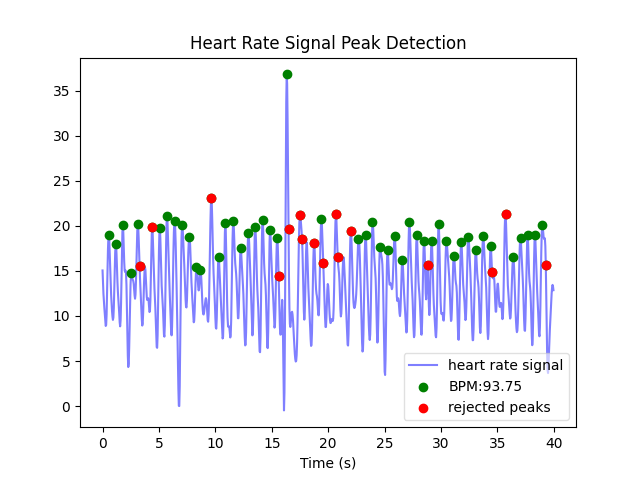 Heart Rate Signal Peak Detection
35
30
25
20
15
10
5
0
heart rate signal
BPM:93.75
rejected peaks
0 5 10 15 20 25 30 35 40
Time (s)